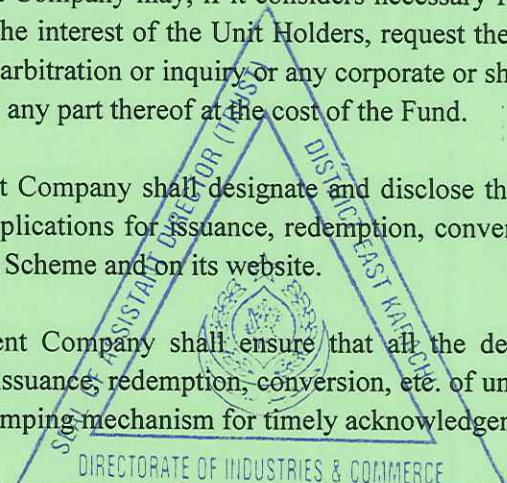 Company may, if it considers necessary
he interest of the Unit Holders, request the
arbitration or inquiry or any corporate or sh
any part thereof at the cost of the Fund.
t Company shall designate and disclose th
plications for issuance, redemption, conver
Scheme and on its website.
ent Company shall ensure that all the de
issuance, redemption, conversion, etc. of un
mping mechanism for timely acknowledgem
SEAL OF ASSISTANT DIRECTOR (TRUST)
DISTRICT EAST KARACHI
DIRECTORATE OF INDUSTRIES & COMMERCE